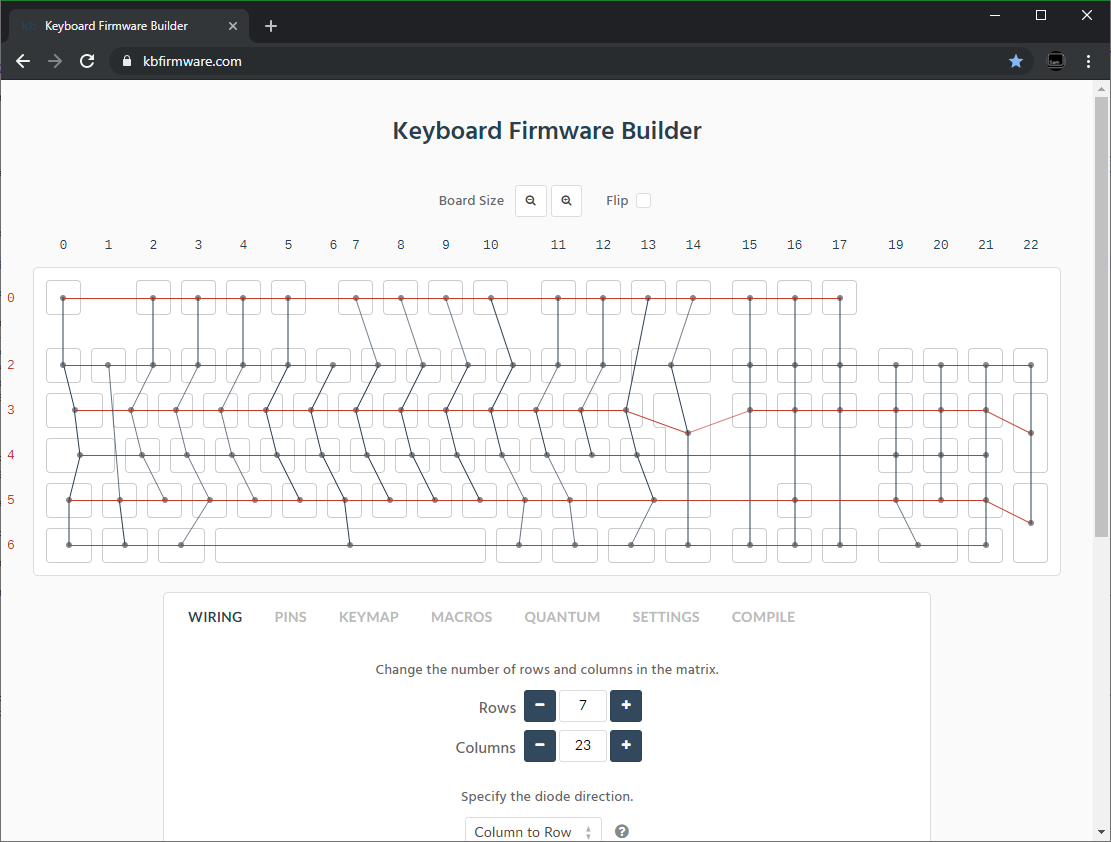 Keyboard Firmware Builder
kbfirmware.com
Keyboard Firmware Builder
Board Size Flip
0 1 2 3 4 5 6 7 8 9 10 11 12 13 14 15 16 17 19 20 21 22
0
2
3
4
5
6
WIRING PINS KEYMAP MACROS QUANTUM SETTINGS COMPILE
Change the number of rows and columns in the matrix.
Rows − 7 +
Columns − 23 +
Specify the diode direction.
Column to Row ?